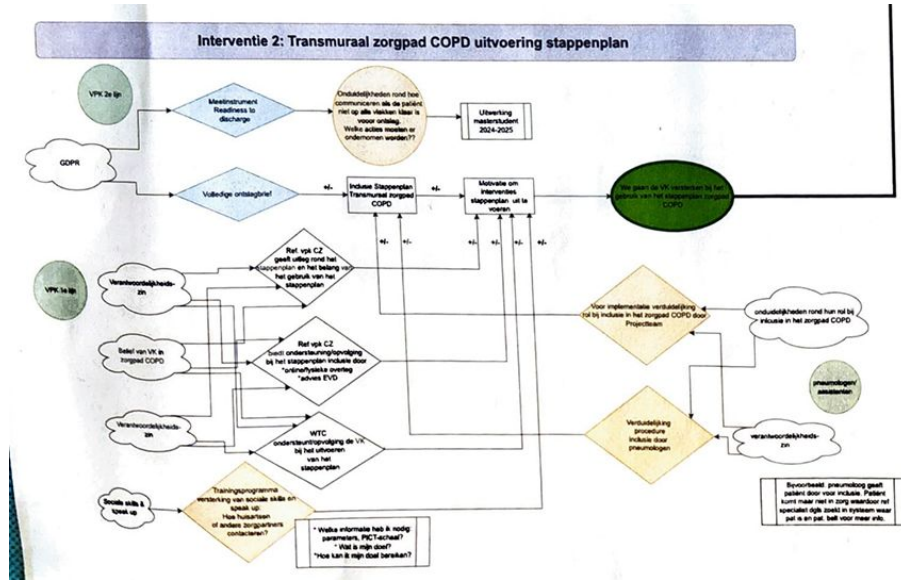 Interventie 2: Transmuraal zorgpad COPD uitvoering stappenplan
VPK 2e lijn
Meetinstrument
Readiness to
discharge
Onduidelijkheden rond hoe
communiceren als de patiënt
niet op alle vlakken klaar is
voor ontslag.
Welke acties moeten er
ondernomen worden??
Uitwerking
masterstudent
2024-2025
GDPR
Volledige ontslagbrief
+/-
Inclusie Stappenplan
Transmuraal zorgpad
COPD
+/-
Motivatie om
interventies
stappenplan uit te
voeren
We gaan de VK versterken bij het
gebruik van het stappenplan zorgpad
COPD
+/-
+/-
+/-
+/-
+/-
+/-
Ref. vpk CZ
geeft uitleg rond het
stappenplan en het belang van
het gebruik van het
stappenplan
VPK 1e lijn
Verantwoordelijkheids-
zin
Voor implementatie verduidelijking
rol bij inclusie in het zorgpad COPD door
Projectteam
onduidelijkheden rond hun rol bij
inlcusie in het zorgpad COPD
Belief van VK in
zorgpad COPD
Ref vpk CZ
biedt ondersteuning/opvolging
bij het stappenplan inclusie door
*online/fysieke overleg
*advies EVD
pneumologen/
assistenten
Verantwoordelijkheids-
zin
WTC
ondersteunt/opvolging de VK
bij het uitvoeren
van het
stappenplan
Verduidelijking
procedure
inclusie door
pneumologen
verantwoordelijkheids-
zin
Sociale skills &
speak up
Trainingsprogramma
versterking van sociale skills en
speak up:
Hoe huisartsen
of anders zorgpartners
contacteren?
* Welke informatie heb ik nodig:
parameters, PICT-schaal?
* Wat is mijn doel?
*Hoe kan ik mijn doel bereiken?
Bijvoorbeeld: pneumoloog geeft
patiënt door voor inclusie. Patiënt
komt maar niet in zorg waardoor ref
specialist dgls zoekt in systeem waar
pat is en pat. belt voor meer info.